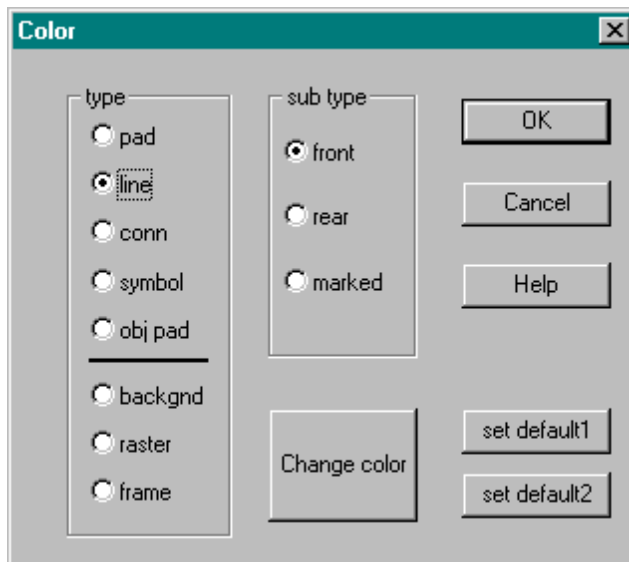 Color
type
pad
line
conn
symbol
obj pad
backgnd
raster
frame
sub type
front
rear
marked
Change color
OK
Cancel
Help
set default1
set default2